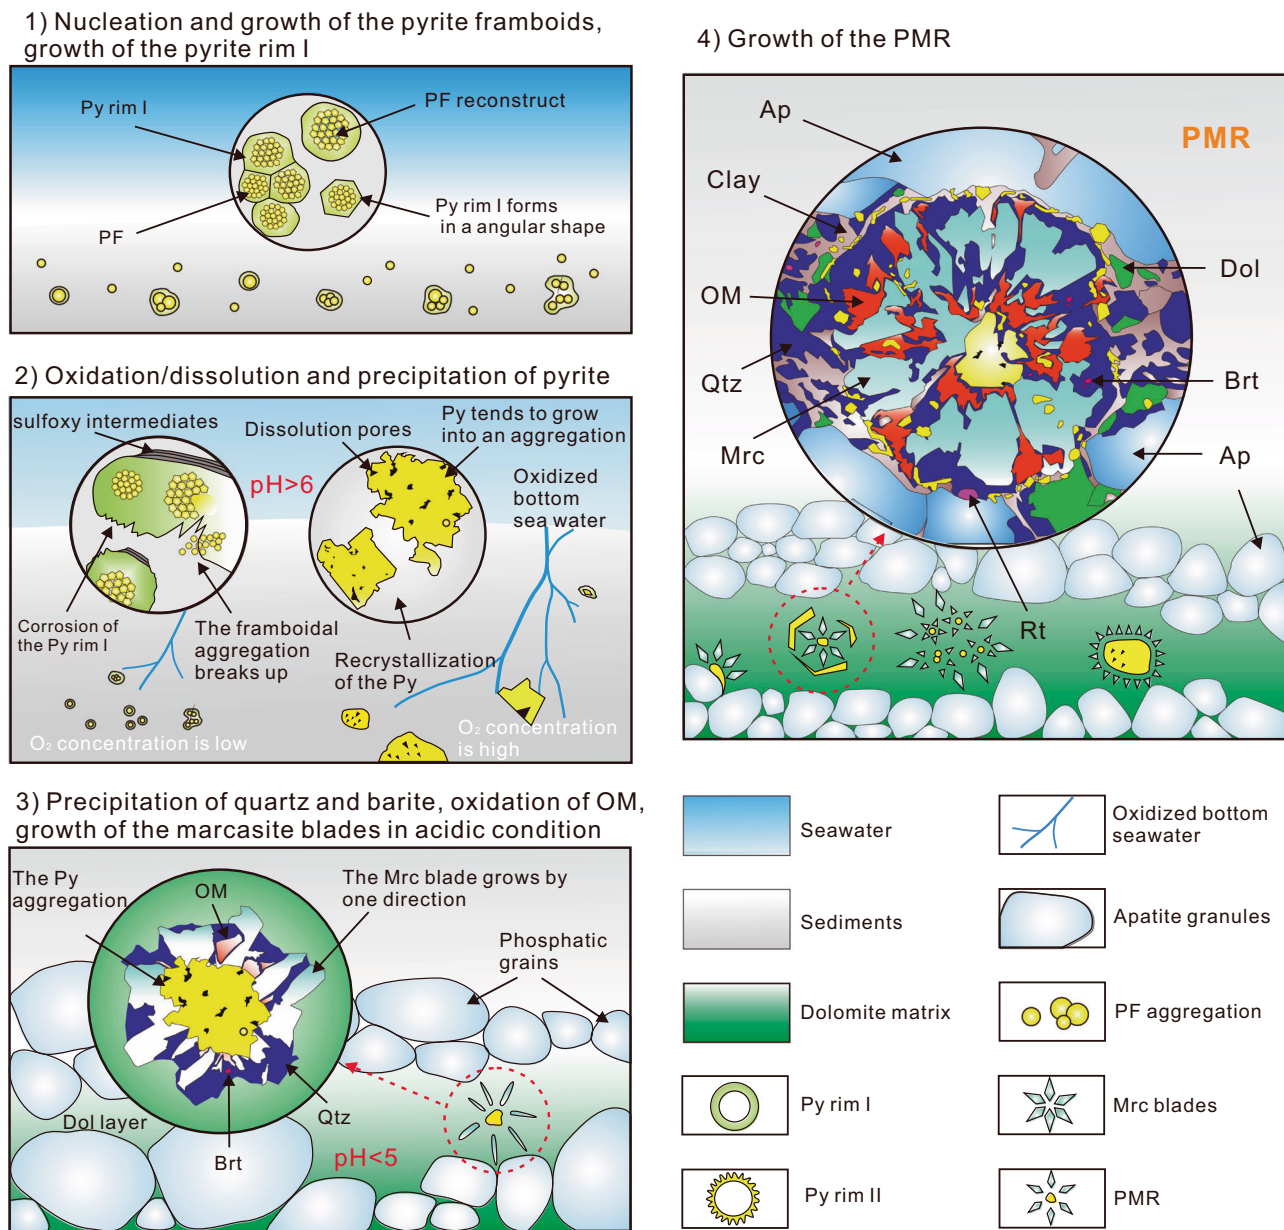 1) Nucleation and growth of the pyrite framboids,
growth of the pyrite rim I
Py rim I
PF reconstruct
PF
Py rim I forms
in a angular shape
2) Oxidation/dissolution and precipitation of pyrite
sulfoxy intermediates
Dissolution pores
Py tends to grow
into an aggregation
pH>6
Oxidized
bottom
sea water
Corrosion of
the Py rim I
The framboidal
aggregation
breaks up
Recrystallization
of the Py
O₂ concentration is low
O₂ concentration
is high
3) Precipitation of quartz and barite, oxidation of OM,
growth of the marcasite blades in acidic condition
The Py
aggregation
OM
The Mrc blade grows by
one direction
Phosphatic
grains
Dol layer
Brt
Qtz
pH<5
4) Growth of the PMR
PMR
Ap
Clay
OM
Qtz
Mrc
Dol
Brt
Ap
Rt
Seawater
Oxidized bottom
seawater
Sediments
Apatite granules
Dolomite matrix
PF aggregation
Py rim I
Mrc blades
Py rim II
PMR